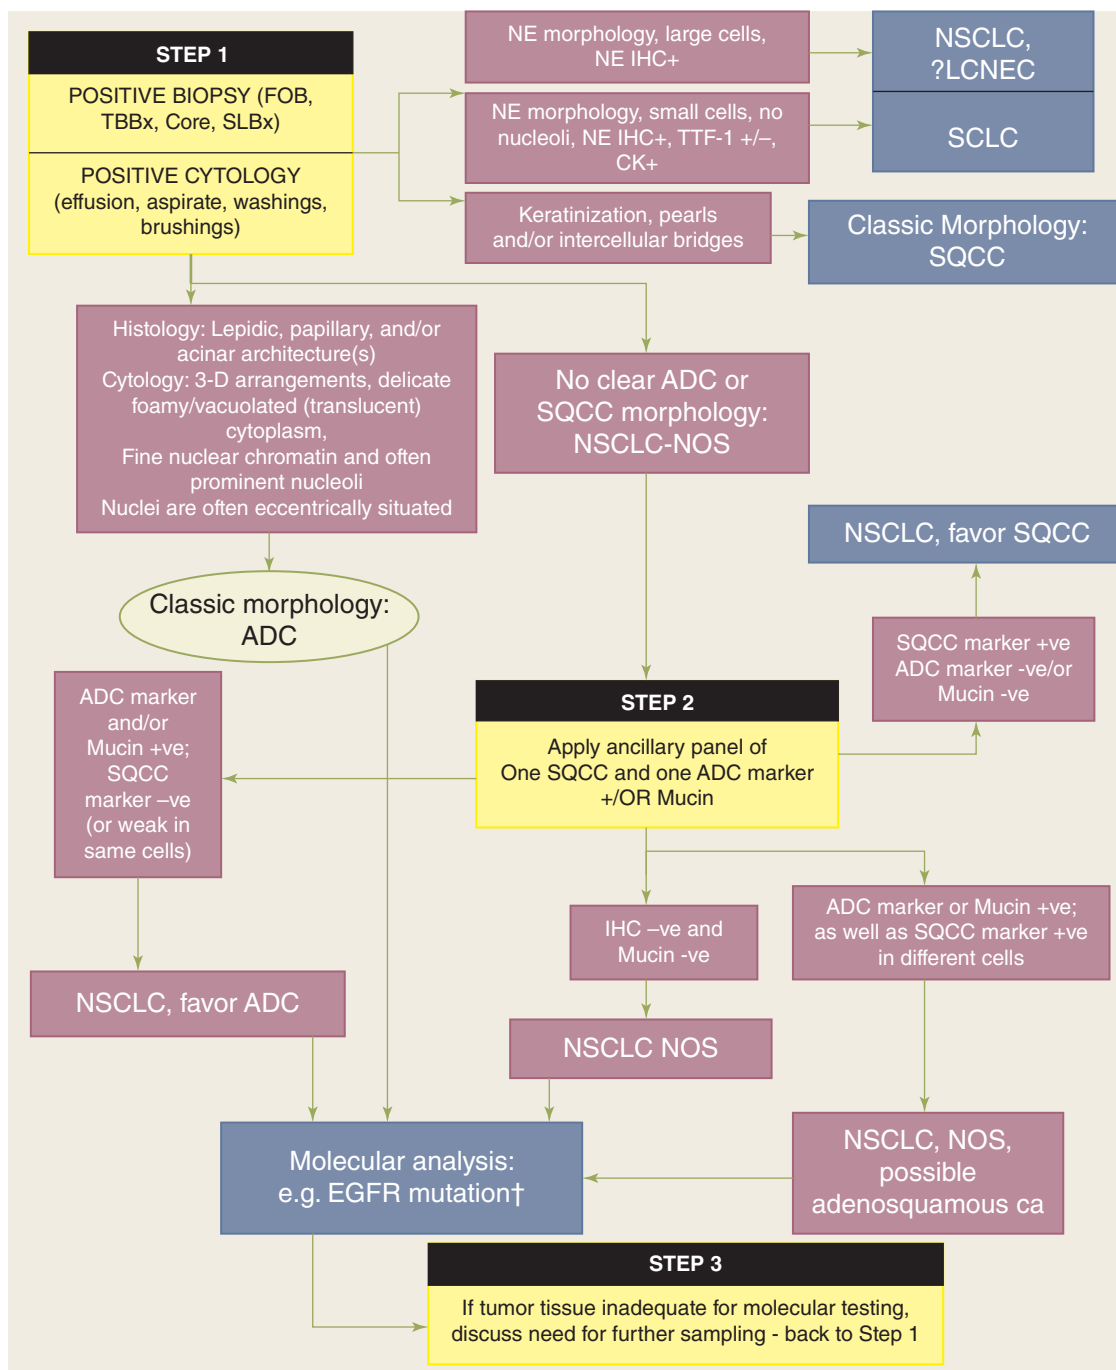 STEP 1
POSITIVE BIOPSY (FOB,
TBBx, Core, SLBx)
POSITIVE CYTOLOGY
(effusion, aspirate, washings,
brushings)
NE morphology, large cells,
NE IHC+
NSCLC,
?LCNEC
NE morphology, small cells, no
nucleoli, NE IHC+, TTF-1 +/–,
CK+
SCLC
Keratinization, pearls
and/or intercellular bridges
Classic Morphology:
SQCC
Histology: Lepidic, papillary, and/or
acinar architecture(s)
Cytology: 3-D arrangements, delicate
foamy/vacuolated (translucent)
cytoplasm,
Fine nuclear chromatin and often
prominent nucleoli
Nuclei are often eccentrically situated
No clear ADC or
SQCC morphology:
NSCLC-NOS
NSCLC, favor SQCC
Classic morphology:
ADC
SQCC marker +ve
ADC marker -ve/or
Mucin -ve
ADC marker
and/or
Mucin +ve;
SQCC
marker –ve
(or weak in
same cells)
STEP 2
Apply ancillary panel of
One SQCC and one ADC marker
+/OR Mucin
IHC –ve and
Mucin -ve
ADC marker or Mucin +ve;
as well as SQCC marker +ve
in different cells
NSCLC, favor ADC
NSCLC NOS
Molecular analysis:
e.g. EGFR mutation†
NSCLC, NOS,
possible
adenosquamous ca
STEP 3
If tumor tissue inadequate for molecular testing,
discuss need for further sampling - back to Step 1